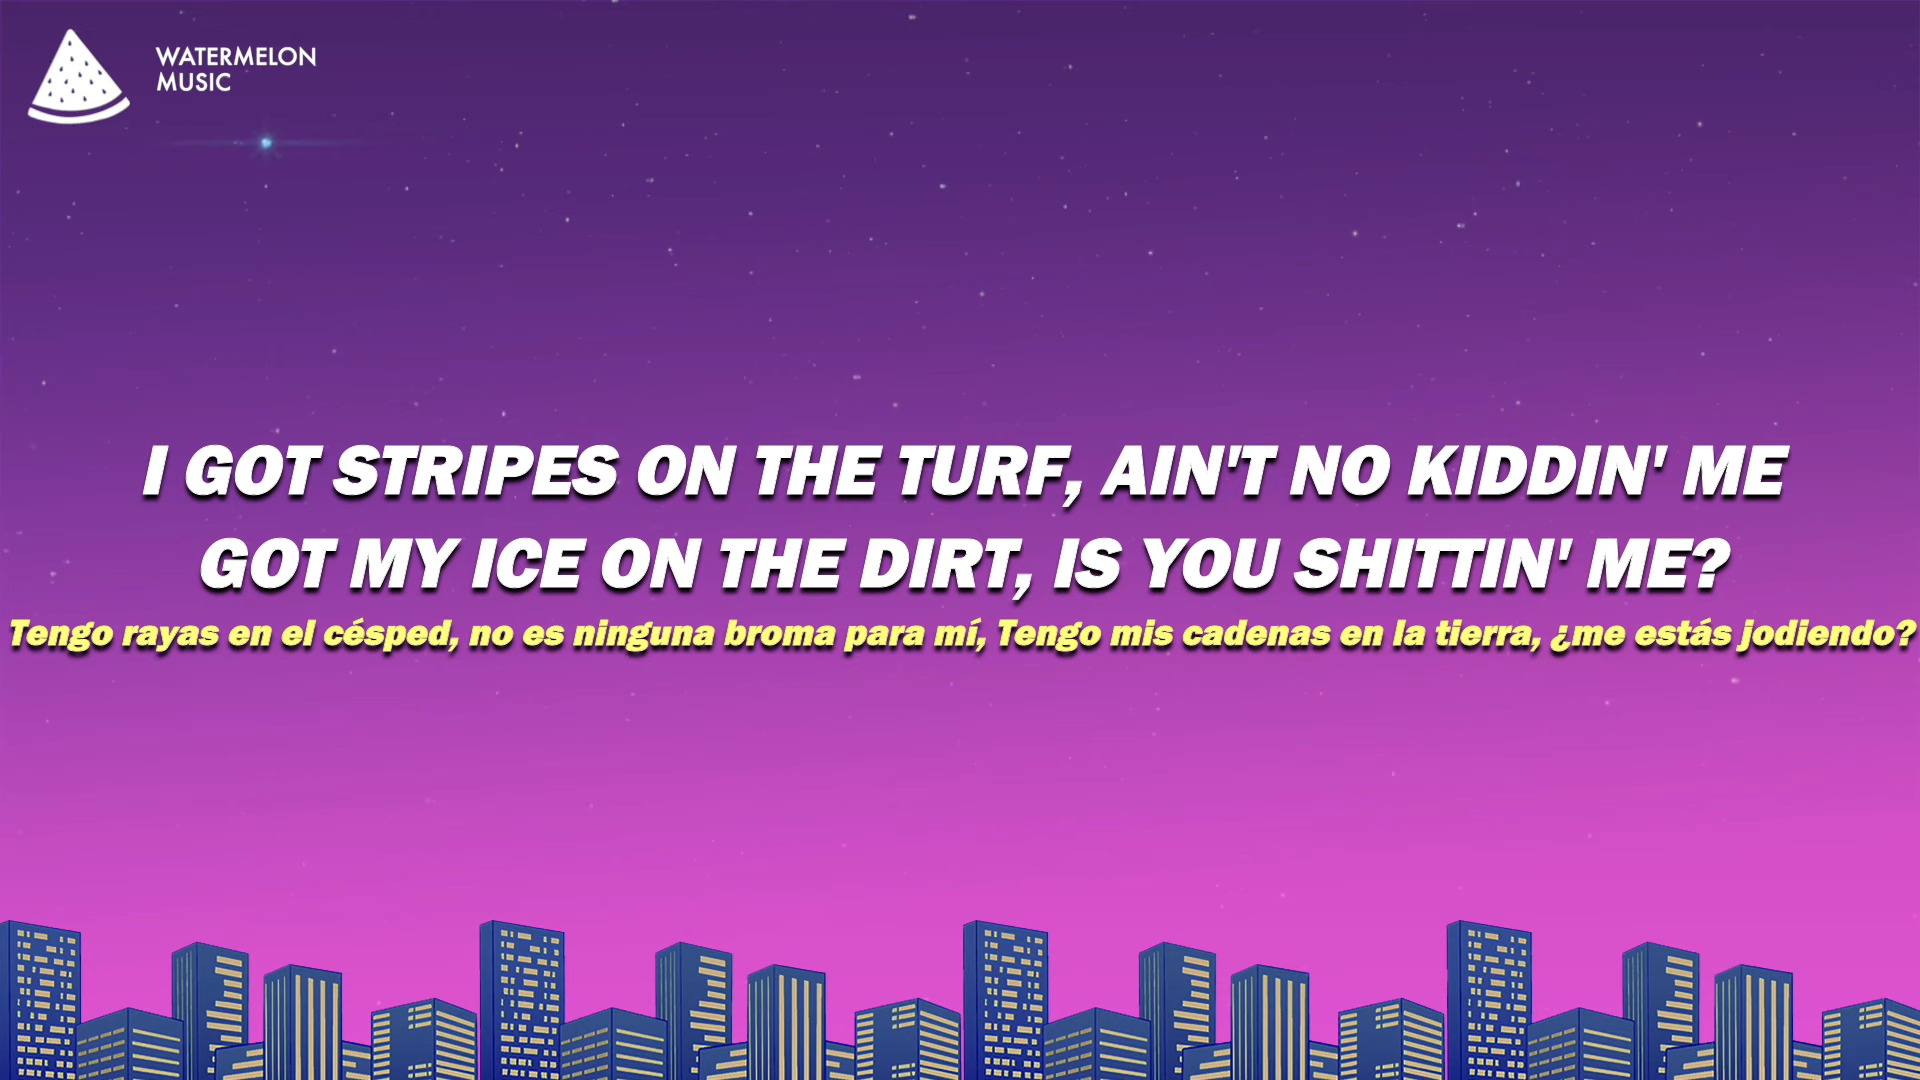 WATERMELON
MUSIC
I GOT STRIPES ON THE TURF, AIN'T NO KIDDIN' ME
GOT MY ICE ON THE DIRT, IS YOU SHITTIN' ME?
Tengo rayas en el césped, no es ninguna broma para mí, Tengo mis cadenas en la tierra, ¿me estás jodiendo?